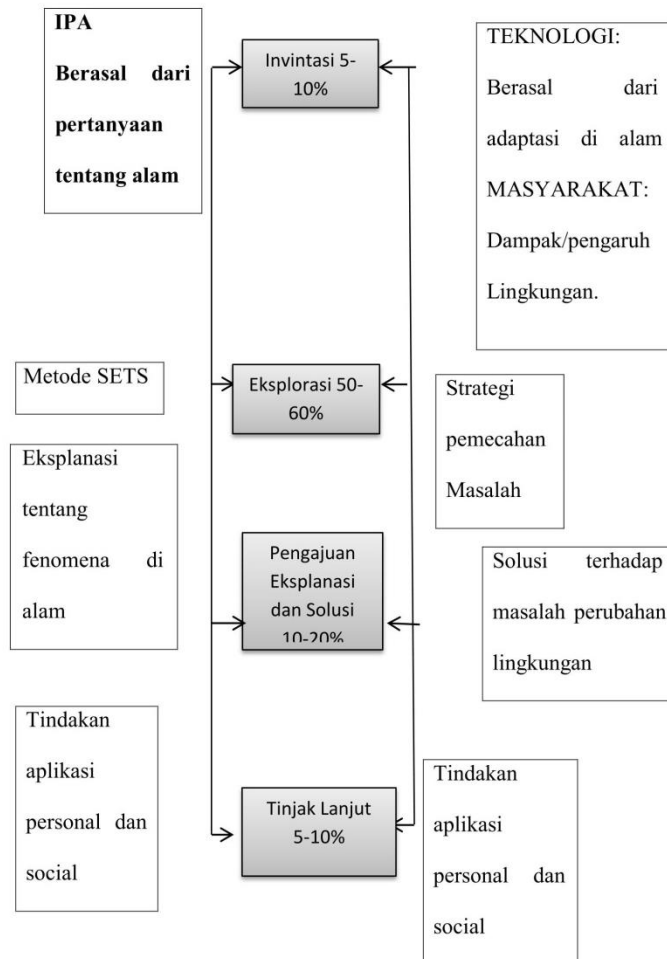 IPA
Berasal dari
pertanyaan
tentang alam
Invintasi 5-
10%
TEKNOLOGI:
Berasal dari
adaptasi di alam
MASYARAKAT:
Dampak/pengaruh
Lingkungan.
Metode SETS
Eksplorasi 50-
60%
Strategi
pemecahan
Masalah
Eksplanasi
tentang
fenomena di
alam
Pengajuan
Eksplanasi
dan Solusi
10-20%
Solusi terhadap
masalah perubahan
lingkungan
Tindakan
aplikasi
personal dan
social
Tinjak Lanjut
5-10%
Tindakan
aplikasi
personal dan
social